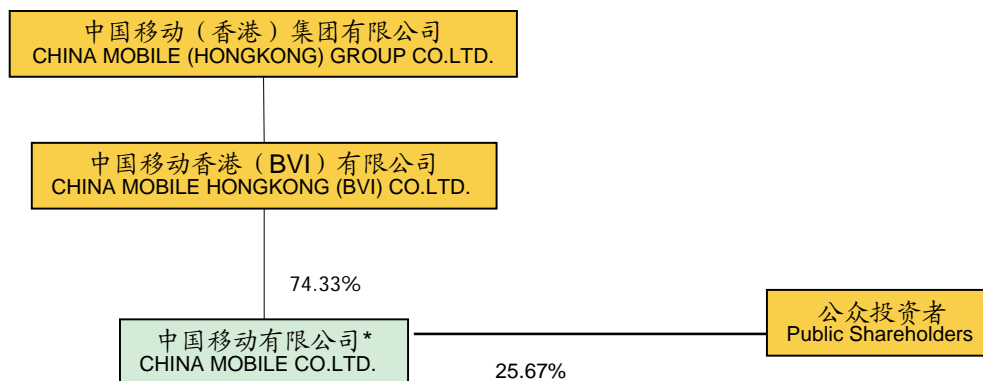 中国移动（香港）集团有限公司
CHINA MOBILE (HONGKONG) GROUP CO.LTD.
中国移动香港（BVI）有限公司
CHINA MOBILE HONGKONG (BVI) CO.LTD.
74.33%
中国移动有限公司*
CHINA MOBILE CO.LTD.
25.67%
公众投资者
Public Shareholders